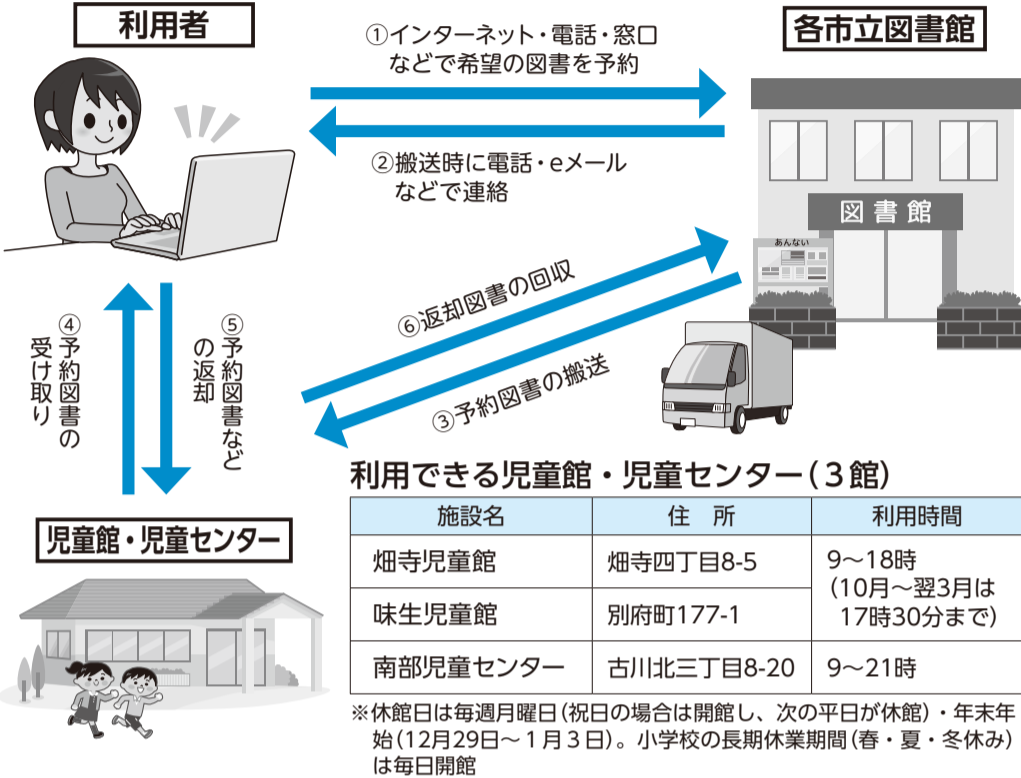 利用者
①インターネット・電話・窓口
などで希望の図書を予約
各市立図書館
②搬送時に電話・eメール
などで連絡
図書館
あんない
⑥返却図書の回収
③予約図書の搬送
④予約図書の
受け取り
⑤予約図書など
の返却
児童館・児童センター
利用できる児童館・児童センター(3館)
施設名 住 所 利用時間
畑寺児童館 畑寺四丁目8-5 9~18時
(10月~翌3月は
17時30分まで)
味生児童館 別府町177-1
南部児童センター 古川北三丁目8-20 9~21時
※休館日は毎週月曜日(祝日の場合は開館し、次の平日が休館)・年末年
始(12月29日~1月3日)。小学校の長期休業期間(春・夏・冬休み)
は毎日開館